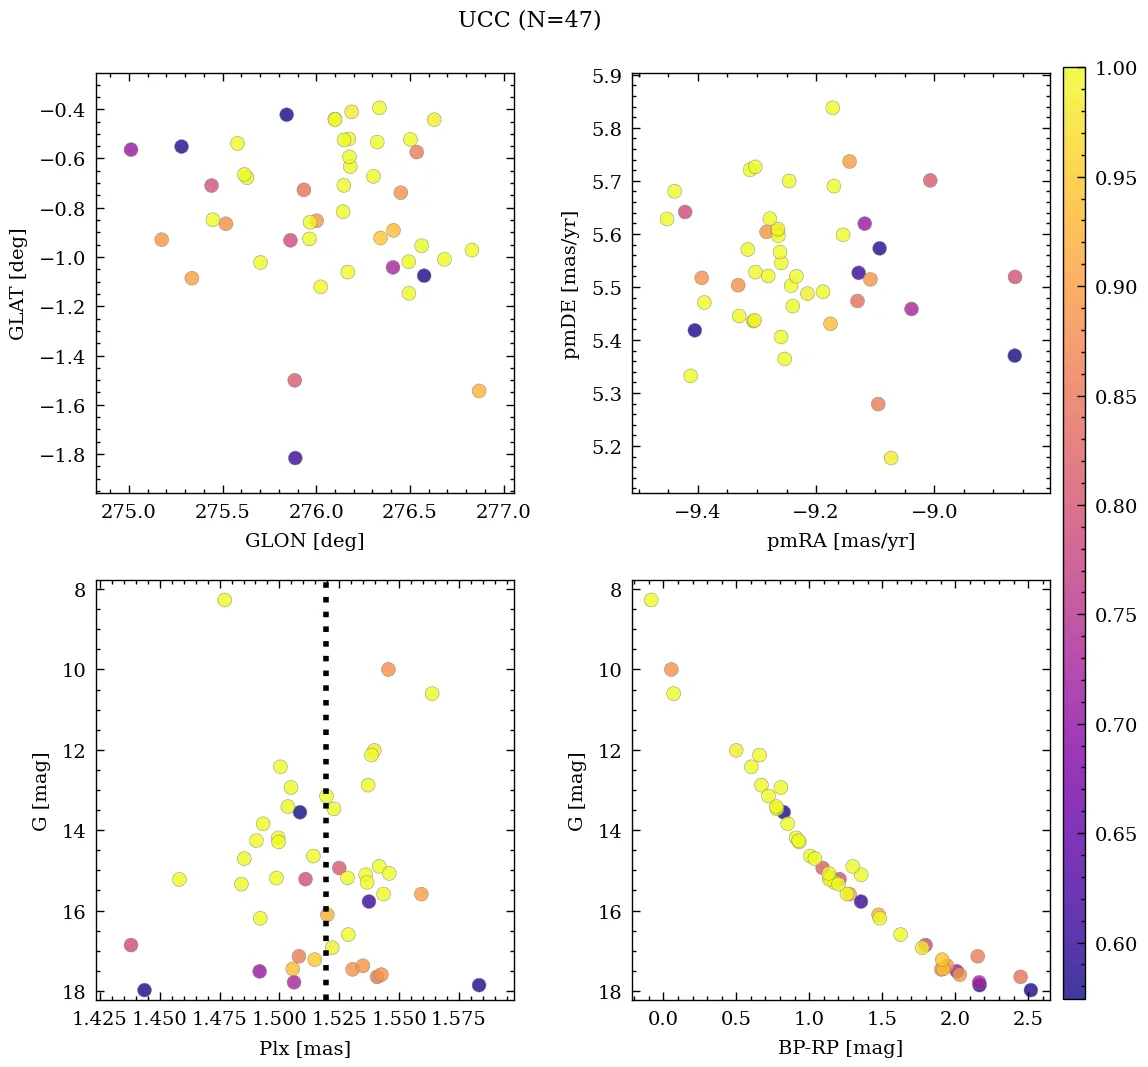 UCC (N=47)
−0.4
−0.6
−0.8
−1.0
−1.2
−1.4
−1.6
−1.8
GLAT [deg]
275.0 275.5 276.0 276.5 277.0
GLON [deg]
5.9
5.8
5.7
5.6
5.5
5.4
5.3
5.2
pmDE [mas/yr]
−9.4 −9.2 −9.0
pmRA [mas/yr]
8
10
12
14
16
18
G [mag]
1.425 1.450 1.475 1.500 1.525 1.550 1.575
Plx [mas]
8
10
12
14
16
18
G [mag]
0.0 0.5 1.0 1.5 2.0 2.5
BP-RP [mag]
1.00
0.95
0.90
0.85
0.80
0.75
0.70
0.65
0.60